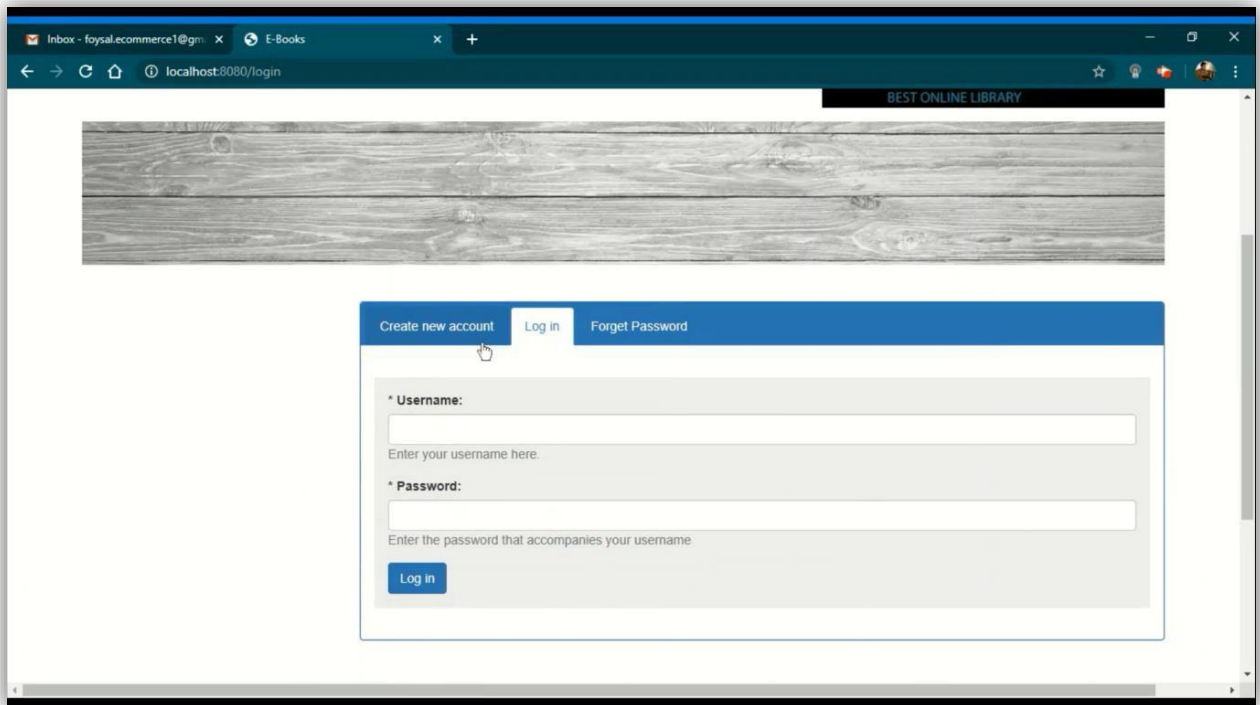 Inbox - foysal.ecommerce1@gm
E-Books
localhost:8080/login
BEST ONLINE LIBRARY
Create new account
Log in
Forget Password
* Username:
Enter your username here.
* Password:
Enter the password that accompanies your username
Log in